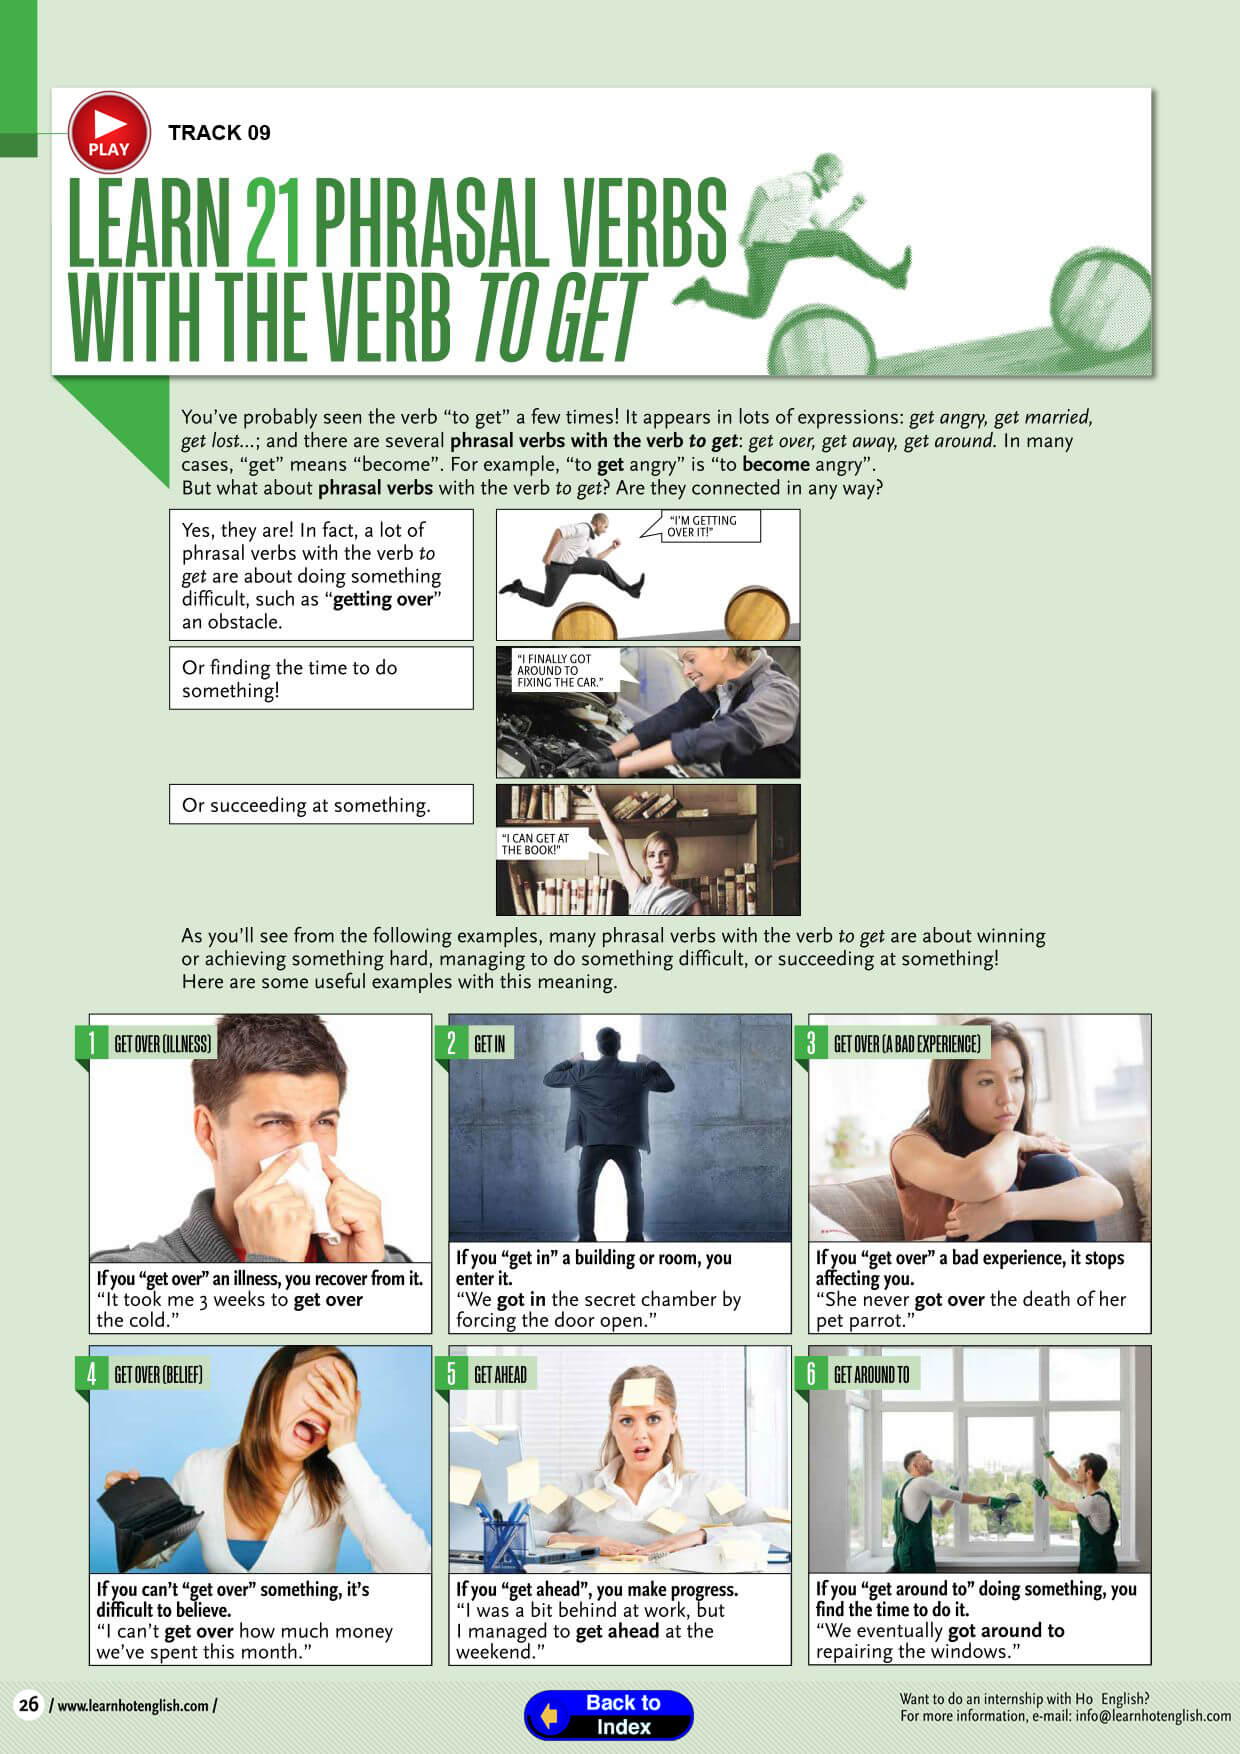 PLAY
TRACK 09
LEARN 21 PHRASAL VERBS
WITH THE VERB TO GET
You've probably seen the verb “to get” a few times! It appears in lots of expressions: get angry, get married,
get lost...; and there are several phrasal verbs with the verb to get: get over, get away, get around. In many
cases, “get” means “become”. For example, “to get angry” is “to become angry”.
But what about phrasal verbs with the verb to get? Are they connected in any way?
Yes, they are! In fact, a lot of
phrasal verbs with the verb to
get are about doing something
difficult, such as “getting over”
an obstacle.
“I'M GETTING
OVER IT!”
Or finding the time to do
something!
“I FINALLY GOT
AROUND TO
FIXING THE CAR.”
Or succeeding at something.
“I CAN GET AT
THE BOOK!”
As you'll see from the following examples, many phrasal verbs with the verb to get are about winning
or achieving something hard, managing to do something difficult, or succeeding at something!
Here are some useful examples with this meaning.
1 GET OVER (ILLNESS)
If you “get over” an illness, you recover from it.
“It took me 3 weeks to get over
the cold.”
2 GET IN
If you “get in” a building or room, you
enter it.
“We got in the secret chamber by
forcing the door open.”
3 GET OVER (A BAD EXPERIENCE)
If you “get over” a bad experience, it stops
affecting you.
“She never got over the death of her
pet parrot.”
4 GET OVER (BELIEF)
If you can't “get over” something, it's
difficult to believe.
“I can't get over how much money
we've spent this month.”
5 GET AHEAD
If you “get ahead”, you make progress.
“I was a bit behind at work, but
I managed to get ahead at the
weekend.”
6 GET AROUND TO
If you “get around to” doing something, you
find the time to do it.
“We eventually got around to
repairing the windows.”
26 / www.learnhotenglish.com /
Back to
Index
Want to do an internship with Ho English?
For more information, e-mail: info@learnhotenglish.com